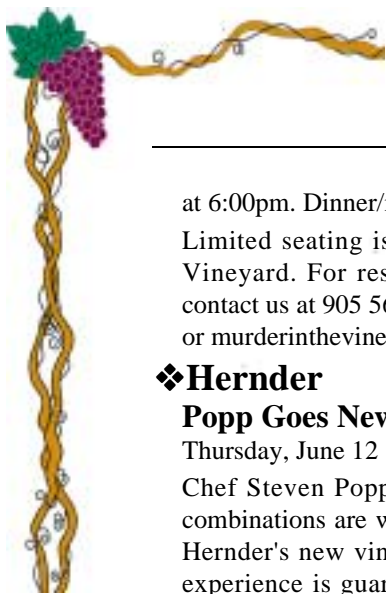 at 6:00pm. Dinner/
Limited seating is
Vineyard. For res
contact us at 905 56
or murderinthevine
❖Hernder
Popp Goes New
Thursday, June 12
Chef Steven Popp
combinations are w
Hernder's new vin
experience is guar